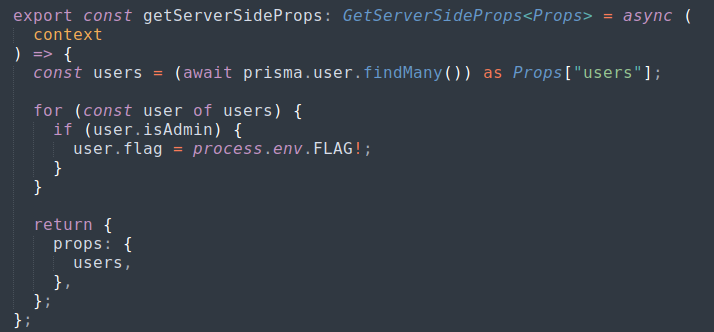 export const getServerSideProps: GetServerSideProps<Props> = async (
  context
) => {
  const users = (await prisma.user.findMany()) as Props["users"];

  for (const user of users) {
    if (user.isAdmin) {
      user.flag = process.env.FLAG!;
    }
  }

  return {
    props: {
      users,
    },
  };
};